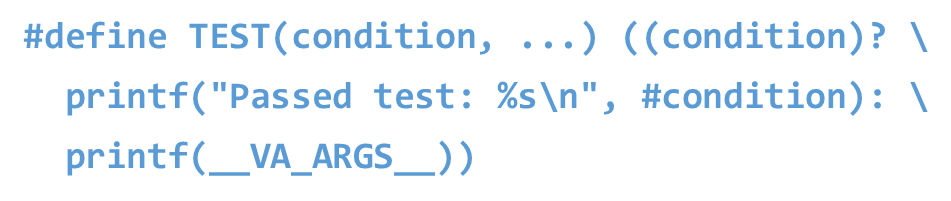 #define TEST(condition, ...) ((condition)? \
  printf("Passed test: %s\n", #condition): \
  printf(__VA_ARGS__))